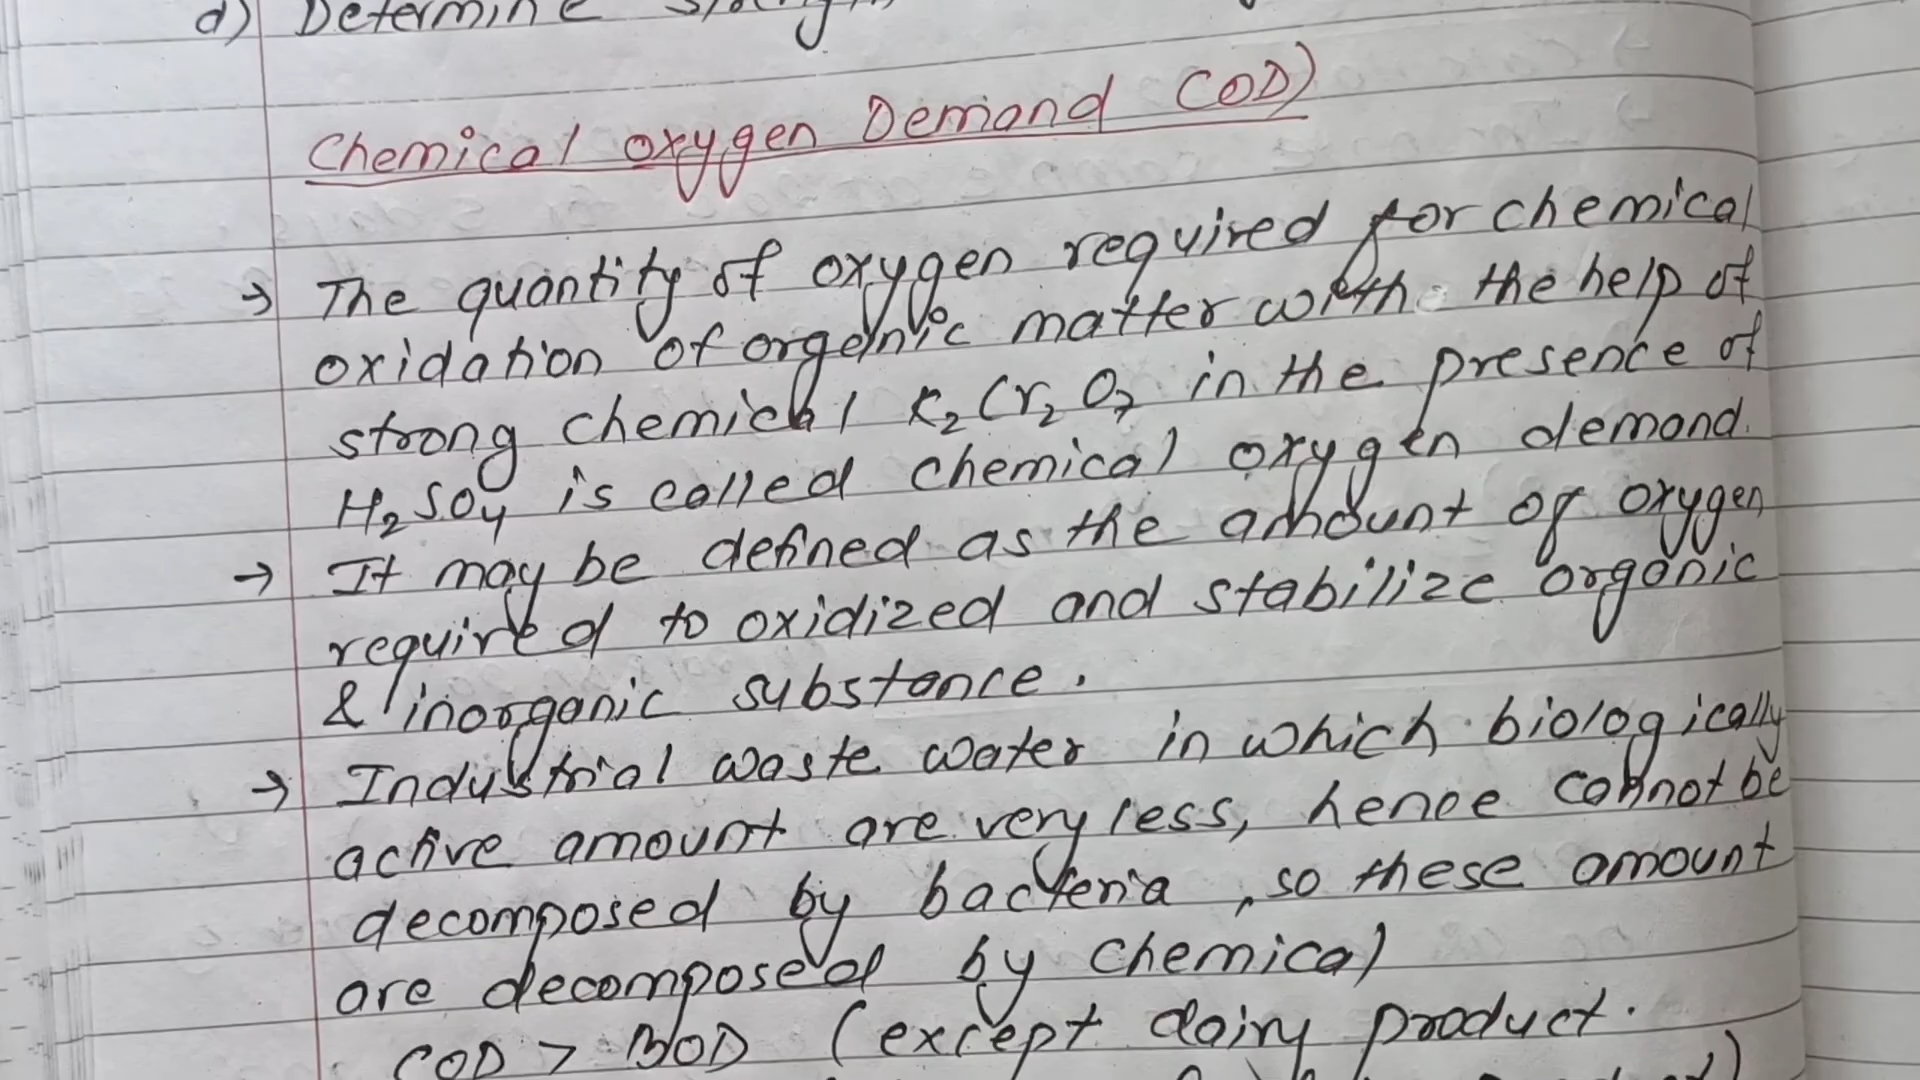 d) Determine
Chemical oxygen Demand COD)
→ The quantity of oxygen required for chemical
oxidation of organic matter with the help of
strong chemical K₂Cr₂O₇ in the presence of
H₂SO₄ is called chemical oxygen demand.
→ It may be defined as the amount of oxygen
required to oxidized and stabilize organic
& inorganic substance.
→ Industrial waste water in which biologically
active amount are very less, hence cannot be
decomposed by bacteria, so these amount
are decomposed by chemical
COD > BOD (except dairy product.